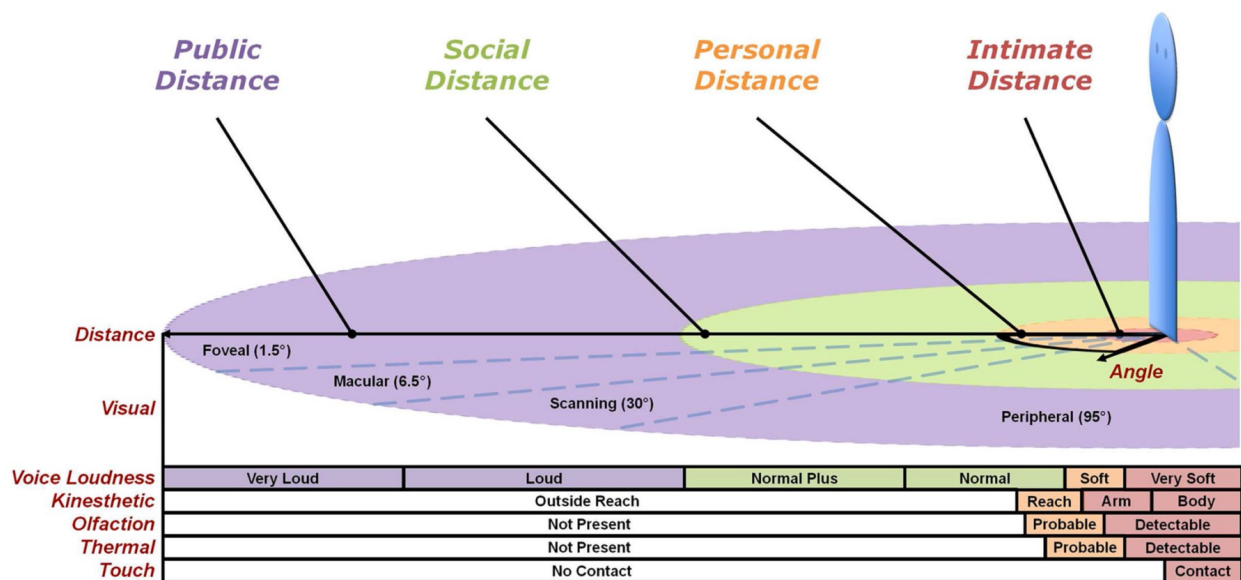 Public
Distance
Social
Distance
Personal
Distance
Intimate
Distance
Distance
Foveal (1.5°)
Macular (6.5°)
Scanning (30°)
Peripheral (95°)
Angle
Visual
Voice Loudness Very Loud Loud Normal Plus Normal Soft Very Soft
Kinesthetic Outside Reach Reach Arm Body
Olfaction Not Present Probable Detectable
Thermal Not Present Probable Detectable
Touch No Contact Contact